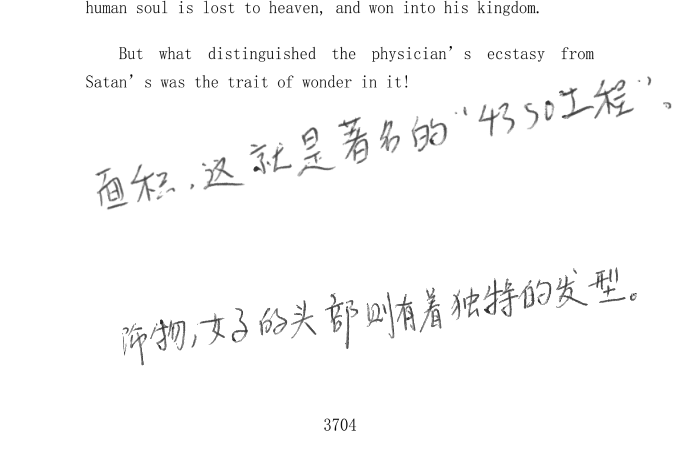 human soul is lost to heaven, and won into his kingdom.
But what distinguished the physician's ecstasy from
Satan's was the trait of wonder in it!
面积,这就是著名的“4350工程”。
饰物,女子的头部则有着独特的发型。
3704